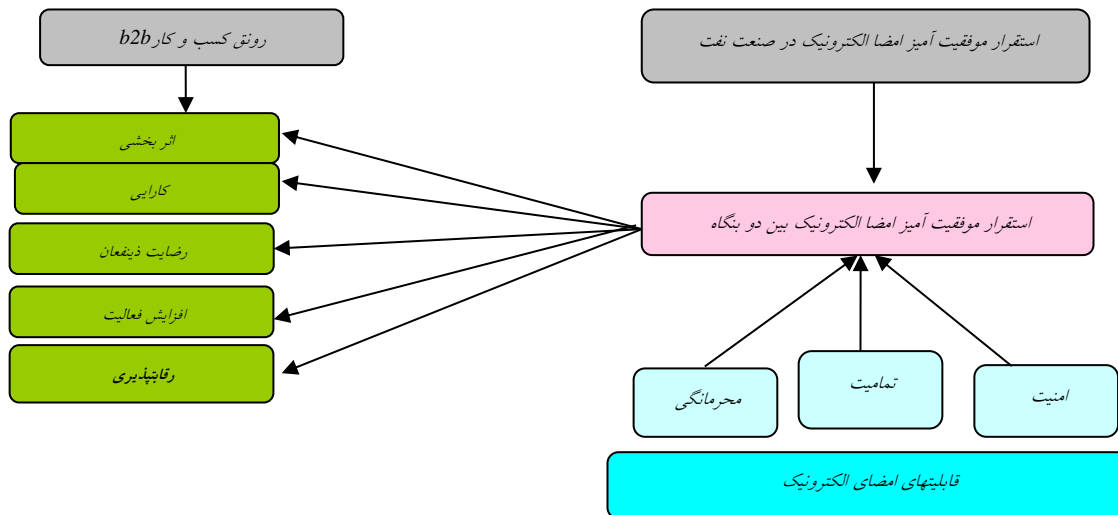 استقرار موفقیت آمیز امضا الکترونیک در صنعت نفت
رونق کسب و کار b2b
اثر بخشی
کارایی
استقرار موفقیت آمیز امضا الکترونیک بین دو بنگاه
رضایت ذینفعان
افزایش فعالیت
رقابتپذیری
امنیت
تمامیت
محرمانگی
قابلیتهای امضای الکترونیک